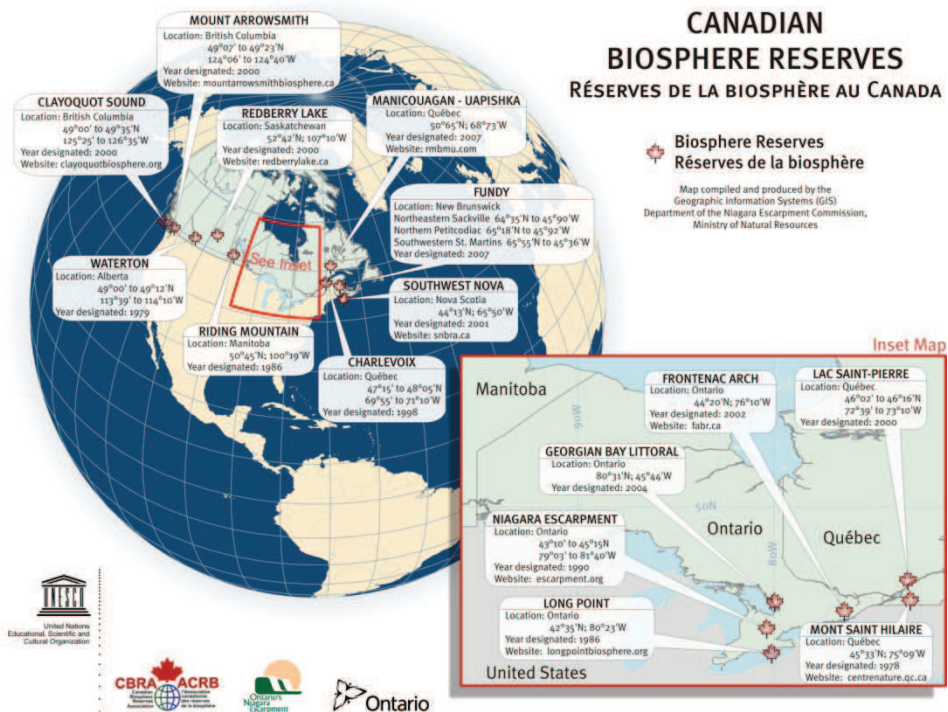 CANADIAN
BIOSPHERE RESERVES
RÉSERVES DE LA BIOSPHÈRE AU CANADA
Biosphere Reserves
Réserves de la biosphère
Map compiled and produced by the
Geographic Information Systems (GIS)
Department of the Niagara Escarpment Commission,
Ministry of Natural Resources
MOUNT ARROWSMITH
Location: British Columbia
49°07' to 49°23'N
124°06' to 124°40'W
Year designated: 2000
Website: mountarrowsmithbiosphere.ca
CLAYOQUOT SOUND
Location: British Columbia
49°00' to 49°35'N
125°25' to 126°35'W
Year designated: 2000
Website: clayoquotbiosphere.org
REDBERRY LAKE
Location: Saskatchewan
52°42'N; 107°10'W
Year designated: 2000
Website: redberrylake.ca
MANICOUAGAN - UAPISHKA
Location: Québec
50°65'N; 68°73'W
Year designated: 2007
Website: rmbmu.com
FUNDY
Location: New Brunswick
Northeastern Sackville 64°35'N to 45°90'W
Northern Petitcodiac 65°18'N to 45°92'W
Southwestern St. Martins 65°55'N to 45°36'W
Year designated: 2007
See Inset
WATERTON
Location: Alberta
49°00' to 49°12'N
113°39' to 114°10'W
Year designated: 1979
SOUTHWEST NOVA
Location: Nova Scotia
44°13'N; 65°50'W
Year designated: 2001
Website: snbra.ca
RIDING MOUNTAIN
Location: Manitoba
50°45'N; 100°19'W
Year designated: 1986
CHARLEVOIX
Location: Québec
47°15' to 48°05'N
69°55' to 71°10'W
Year designated: 1998
Inset Map
Manitoba
90W
FRONTENAC ARCH
Location: Ontario
44°20'N; 76°10'W
Year designated: 2002
Website: fabr.ca
LAC SAINT-PIERRE
Location: Québec
46°02' to 46°16'N
72°39' to 73°10'W
Year designated: 2000
GEORGIAN BAY LITTORAL
Location: Ontario
80°31'N; 45°44'W
Year designated: 2004
50N
NIAGARA ESCARPMENT
Location: Ontario
43°10' to 45°15N
79°03' to 81°40'W
Year designated: 1990
Website: escarpment.org
Ontario
80W
Québec
LONG POINT
Location: Ontario
42°35'N; 80°23'W
Year designated: 1986
Website: longpointbiosphere.org
MONT SAINT HILAIRE
Location: Québec
45°33'N; 75°09'W
Year designated: 1978
Website: centrenature.qc.ca
United States
UNESCO
United Nations
Educational, Scientific and
Cultural Organization
CBRA ACRB
Canadian
Biosphere
Reserves
Association
l'Association
canadienne
des réserves
de la biosphère
Ontario's
Niagara
Escarpment
Ontario